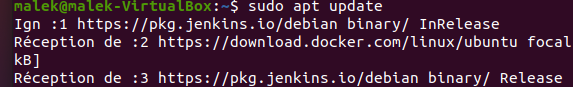 malek@malek-VirtualBox:~$ sudo apt update
Ign :1 https://pkg.jenkins.io/debian binary/ InRelease
Réception de :2 https://download.docker.com/linux/ubuntu focal
kB]
Réception de :3 https://pkg.jenkins.io/debian binary/ Release